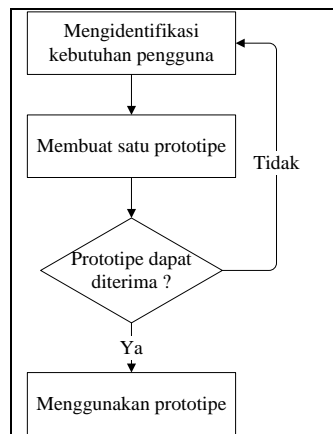 Mengidentifikasi
kebutuhan pengguna
Membuat satu prototipe
Tidak
Prototipe dapat
diterima ?
Ya
Menggunakan prototipe